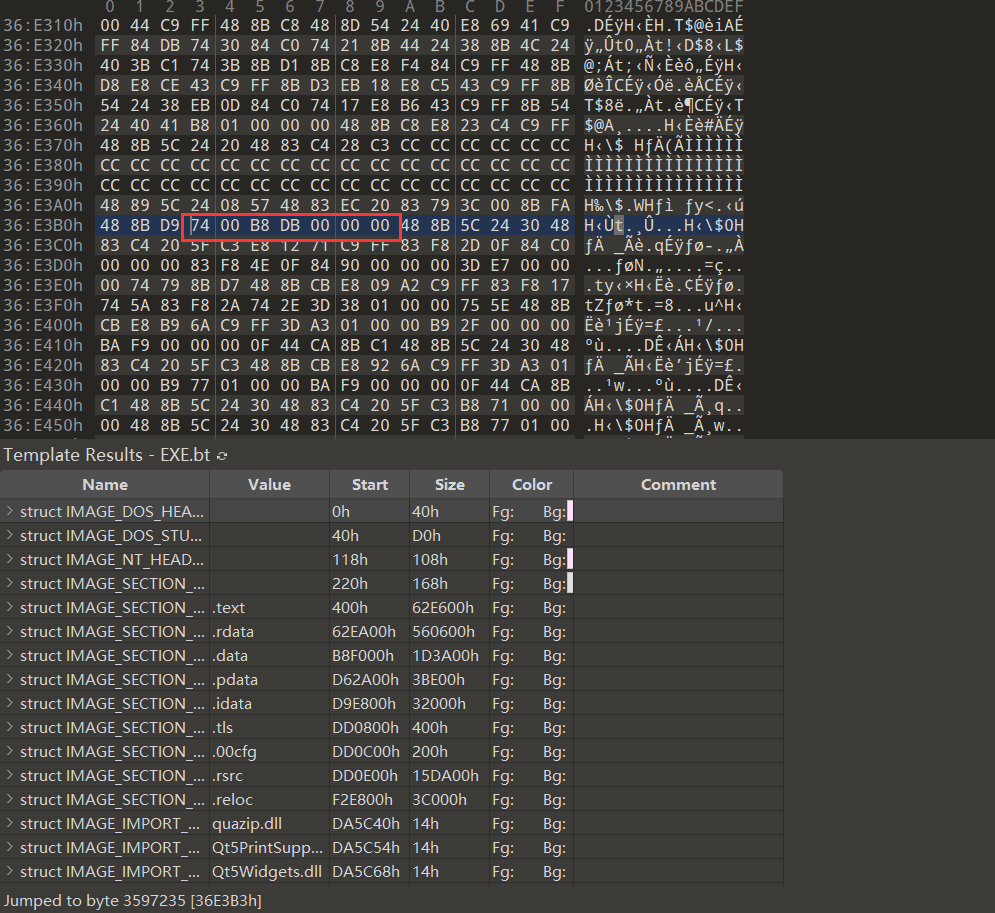 0 1 2 3 4 5 6 7 8 9 A B C D E F 0123456789ABCDEF
36:E310h 00 44 C9 FF 48 8B C8 48 8D 54 24 40 E8 69 41 C9 .DÉÿH‹ÈH.T$@èiAÉ
36:E320h FF 84 DB 74 30 84 C0 74 21 8B 44 24 38 8B 4C 24 ÿ„Ût0„Àt!‹D$8‹L$
36:E330h 40 3B C1 74 3B 8B D1 8B C8 E8 F4 84 C9 FF 48 8B @;Át;‹Ñ‹Èèô„ÉÿH‹
36:E340h D8 E8 CE 43 C9 FF 8B D3 EB 18 E8 C5 43 C9 FF 8B ØèÎCÉÿ‹Óë.èÅCÉÿ‹
36:E350h 54 24 38 EB 0D 84 C0 74 17 E8 B6 43 C9 FF 8B 54 T$8ë.„Àt.è¶CÉÿ‹T
36:E360h 24 40 41 B8 01 00 00 00 48 8B C8 E8 23 C4 C9 FF $@A¸....H‹Èè#ÄÉÿ
36:E370h 48 8B 5C 24 20 48 83 C4 28 C3 CC CC CC CC CC CC H‹\$ HƒÄ(ÃÌÌÌÌÌÌ
36:E380h CC CC CC CC CC CC CC CC CC CC CC CC CC CC CC CC ÌÌÌÌÌÌÌÌÌÌÌÌÌÌÌÌ
36:E390h CC CC CC CC CC CC CC CC CC CC CC CC CC CC CC CC ÌÌÌÌÌÌÌÌÌÌÌÌÌÌÌÌ
36:E3A0h 48 89 5C 24 08 57 48 83 EC 20 83 79 3C 00 8B FA H‰\$.WHƒì ƒy<.‹ú
36:E3B0h 48 8B D9 74 00 B8 DB 00 00 00 48 8B 5C 24 30 48 H‹Ùt.¸Û...H‹\$0H
36:E3C0h 83 C4 20 5F C3 E8 12 71 C9 FF 83 F8 2D 0F 84 C0 ƒÄ _Ãè.qÉÿƒø-.„À
36:E3D0h 00 00 00 83 F8 4E 0F 84 90 00 00 00 3D E7 00 00 ...ƒøN.„....=ç..
36:E3E0h 00 74 79 8B D7 48 8B CB E8 09 A2 C9 FF 83 F8 17 .ty‹×H‹Ëè.¢Éÿƒø.
36:E3F0h 74 5A 83 F8 2A 74 2E 3D 38 01 00 00 75 5E 48 8B tZƒø*t.=8...u^H‹
36:E400h CB E8 B9 6A C9 FF 3D A3 01 00 00 B9 2F 00 00 00 Ëè¹jÉÿ=£...¹/...
36:E410h BA F9 00 00 00 0F 44 CA 8B C1 48 8B 5C 24 30 48 ºù....DÊ‹ÁH‹\$0H
36:E420h 83 C4 20 5F C3 48 8B CB E8 92 6A C9 FF 3D A3 01 ƒÄ _ÃH‹Ëè’jÉÿ=£.
36:E430h 00 00 B9 77 01 00 00 BA F9 00 00 00 0F 44 CA 8B ..¹w...ºù....DÊ‹
36:E440h C1 48 8B 5C 24 30 48 83 C4 20 5F C3 B8 71 00 00 ÁH‹\$0HƒÄ _Ã¸q..
36:E450h 00 48 8B 5C 24 30 48 83 C4 20 5F C3 B8 77 01 00 .H‹\$0HƒÄ _Ã¸w..
Template Results - EXE.bt
Name Value Start Size Color Comment
struct IMAGE_DOS_HEA... 0h 40h Fg: Bg:
struct IMAGE_DOS_STU... 40h D0h Fg: Bg:
struct IMAGE_NT_HEAD... 118h 108h Fg: Bg:
struct IMAGE_SECTION_... 220h 168h Fg: Bg:
struct IMAGE_SECTION_... .text 400h 62E600h Fg: Bg:
struct IMAGE_SECTION_... .rdata 62EA00h 560600h Fg: Bg:
struct IMAGE_SECTION_... .data B8F000h 1D3A00h Fg: Bg:
struct IMAGE_SECTION_... .pdata D62A00h 3BE00h Fg: Bg:
struct IMAGE_SECTION_... .idata D9E800h 32000h Fg: Bg:
struct IMAGE_SECTION_... .tls DD0800h 400h Fg: Bg:
struct IMAGE_SECTION_... .00cfg DD0C00h 200h Fg: Bg:
struct IMAGE_SECTION_... .rsrc DD0E00h 15DA00h Fg: Bg:
struct IMAGE_SECTION_... .reloc F2E800h 3C000h Fg: Bg:
struct IMAGE_IMPORT_... quazip.dll DA5C40h 14h Fg: Bg:
struct IMAGE_IMPORT_... Qt5PrintSupp... DA5C54h 14h Fg: Bg:
struct IMAGE_IMPORT_... Qt5Widgets.dll DA5C68h 14h Fg: Bg:
Jumped to byte 3597235 [36E3B3h]